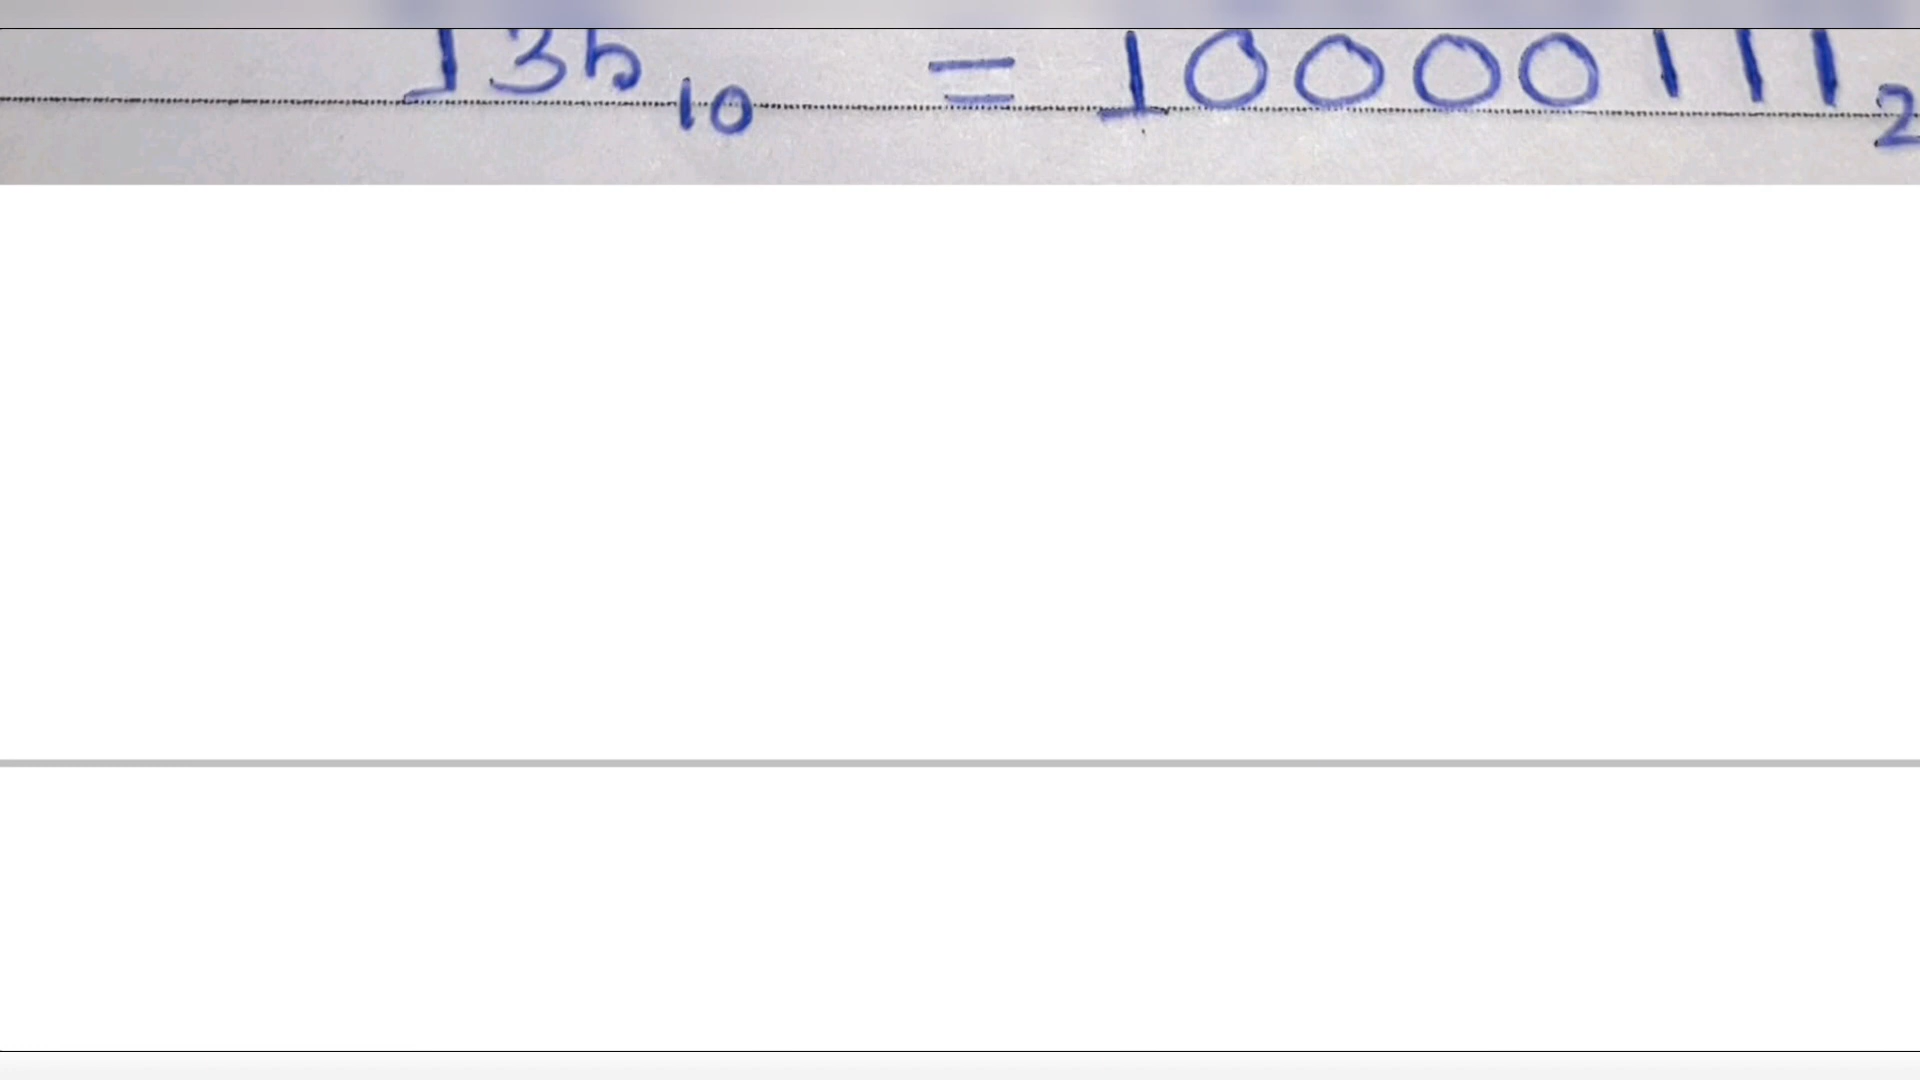 135₁₀ = 10000111₂